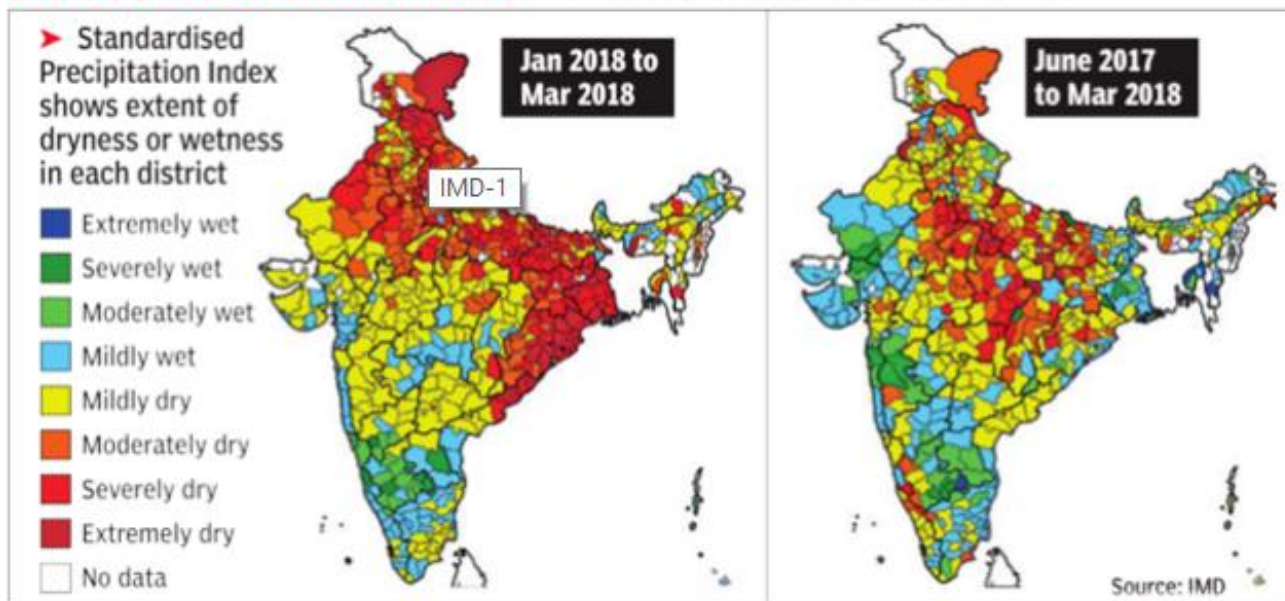 ➤ Standardised
Precipitation Index
shows extent of
dryness or wetness
in each district
Extremely wet
Severely wet
Moderately wet
Mildly wet
Mildly dry
Moderately dry
Severely dry
Extremely dry
No data
Jan 2018 to
Mar 2018
IMD-1
June 2017
to Mar 2018
Source: IMD